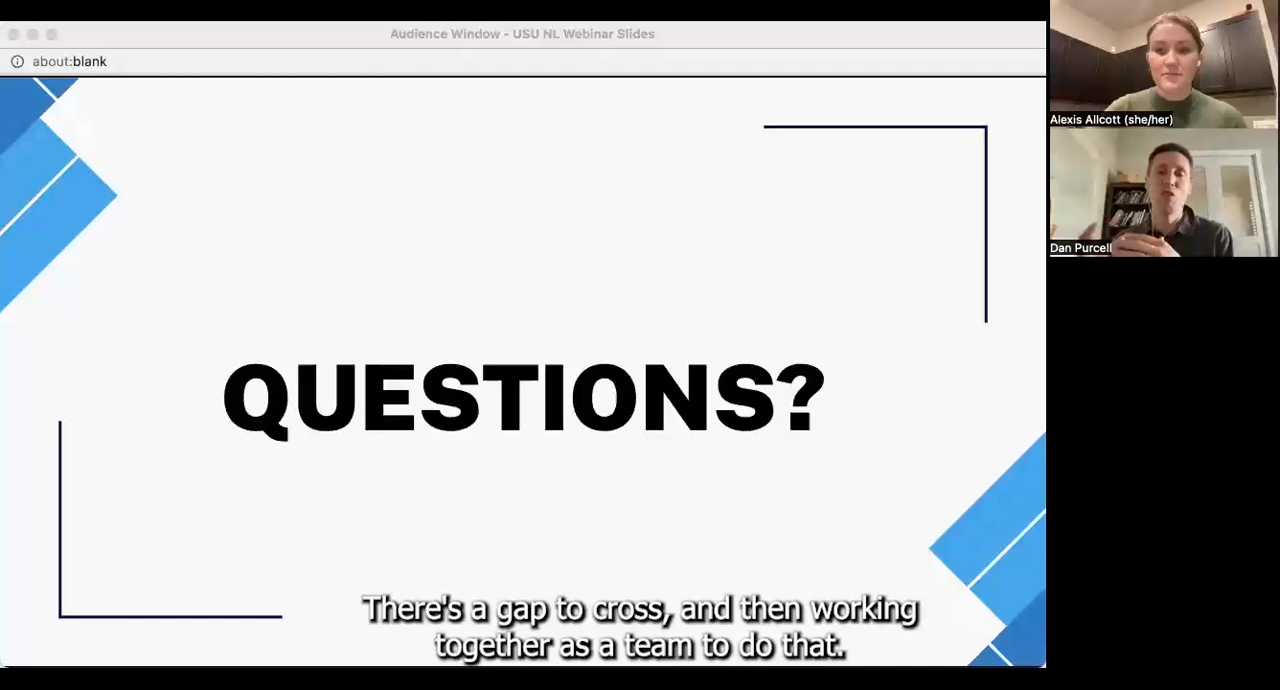 Audience Window - USU NL Webinar Slides
about:blank
Alexis Allcott (she/her)
Dan Purcell
QUESTIONS?
There's a gap to cross, and then working
together as a team to do that.